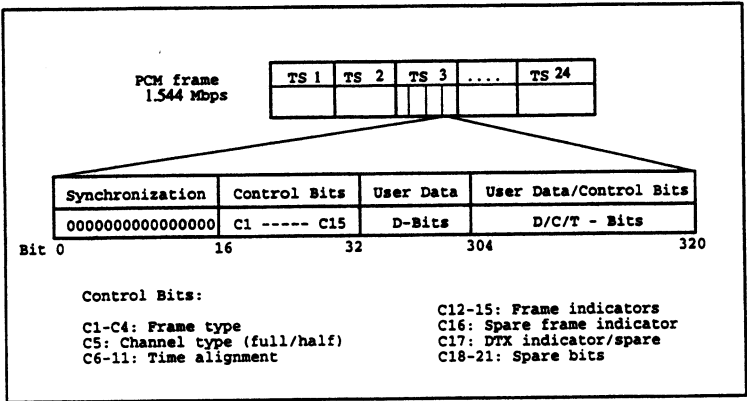 PCM frame
1.544 Mbps
TS 1 TS 2 TS 3 .... TS 24
Synchronization Control Bits User Data User Data/Control Bits
0000000000000000 C1 ----- C15 D-Bits D/C/T - Bits
Bit 0 16 32 304 320
Control Bits:
C1-C4: Frame type
C5: Channel type (full/half)
C6-11: Time alignment
C12-15: Frame indicators
C16: Spare frame indicator
C17: DTX indicator/spare
C18-21: Spare bits